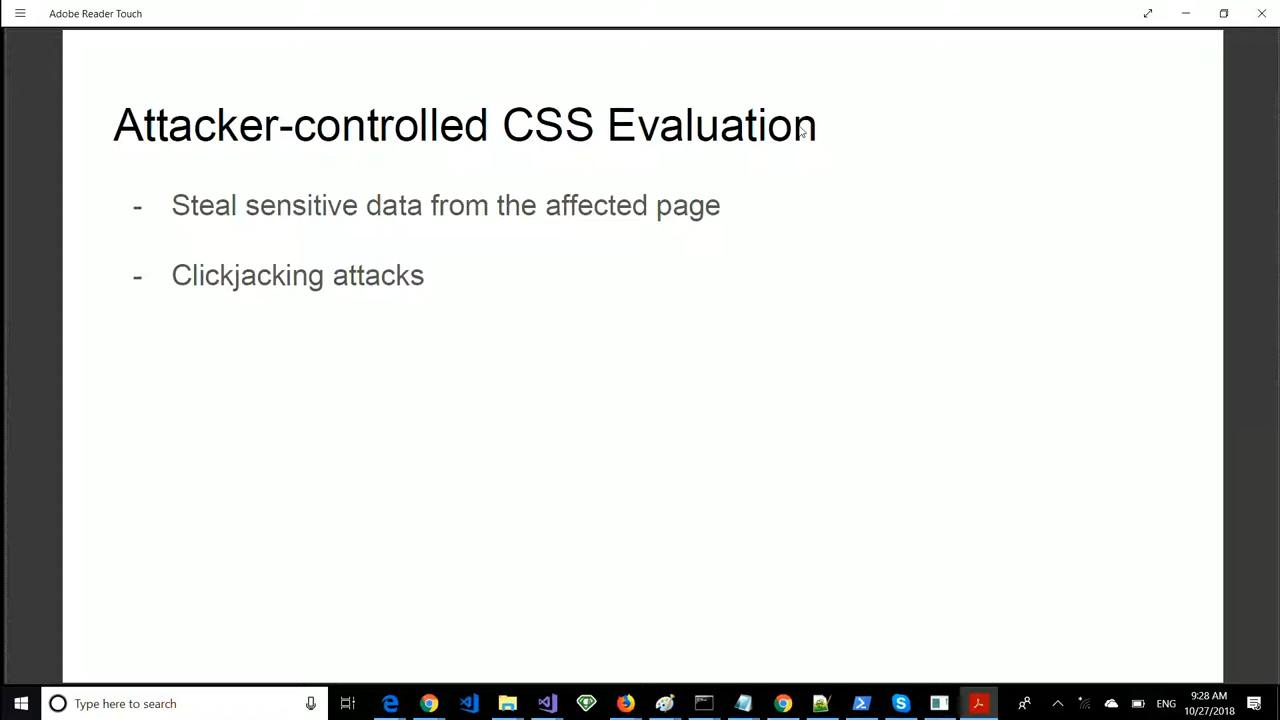 Adobe Reader Touch
Attacker-controlled CSS Evaluation
- Steal sensitive data from the affected page
- Clickjacking attacks
Type here to search
ENG
9:28 AM
10/27/2018